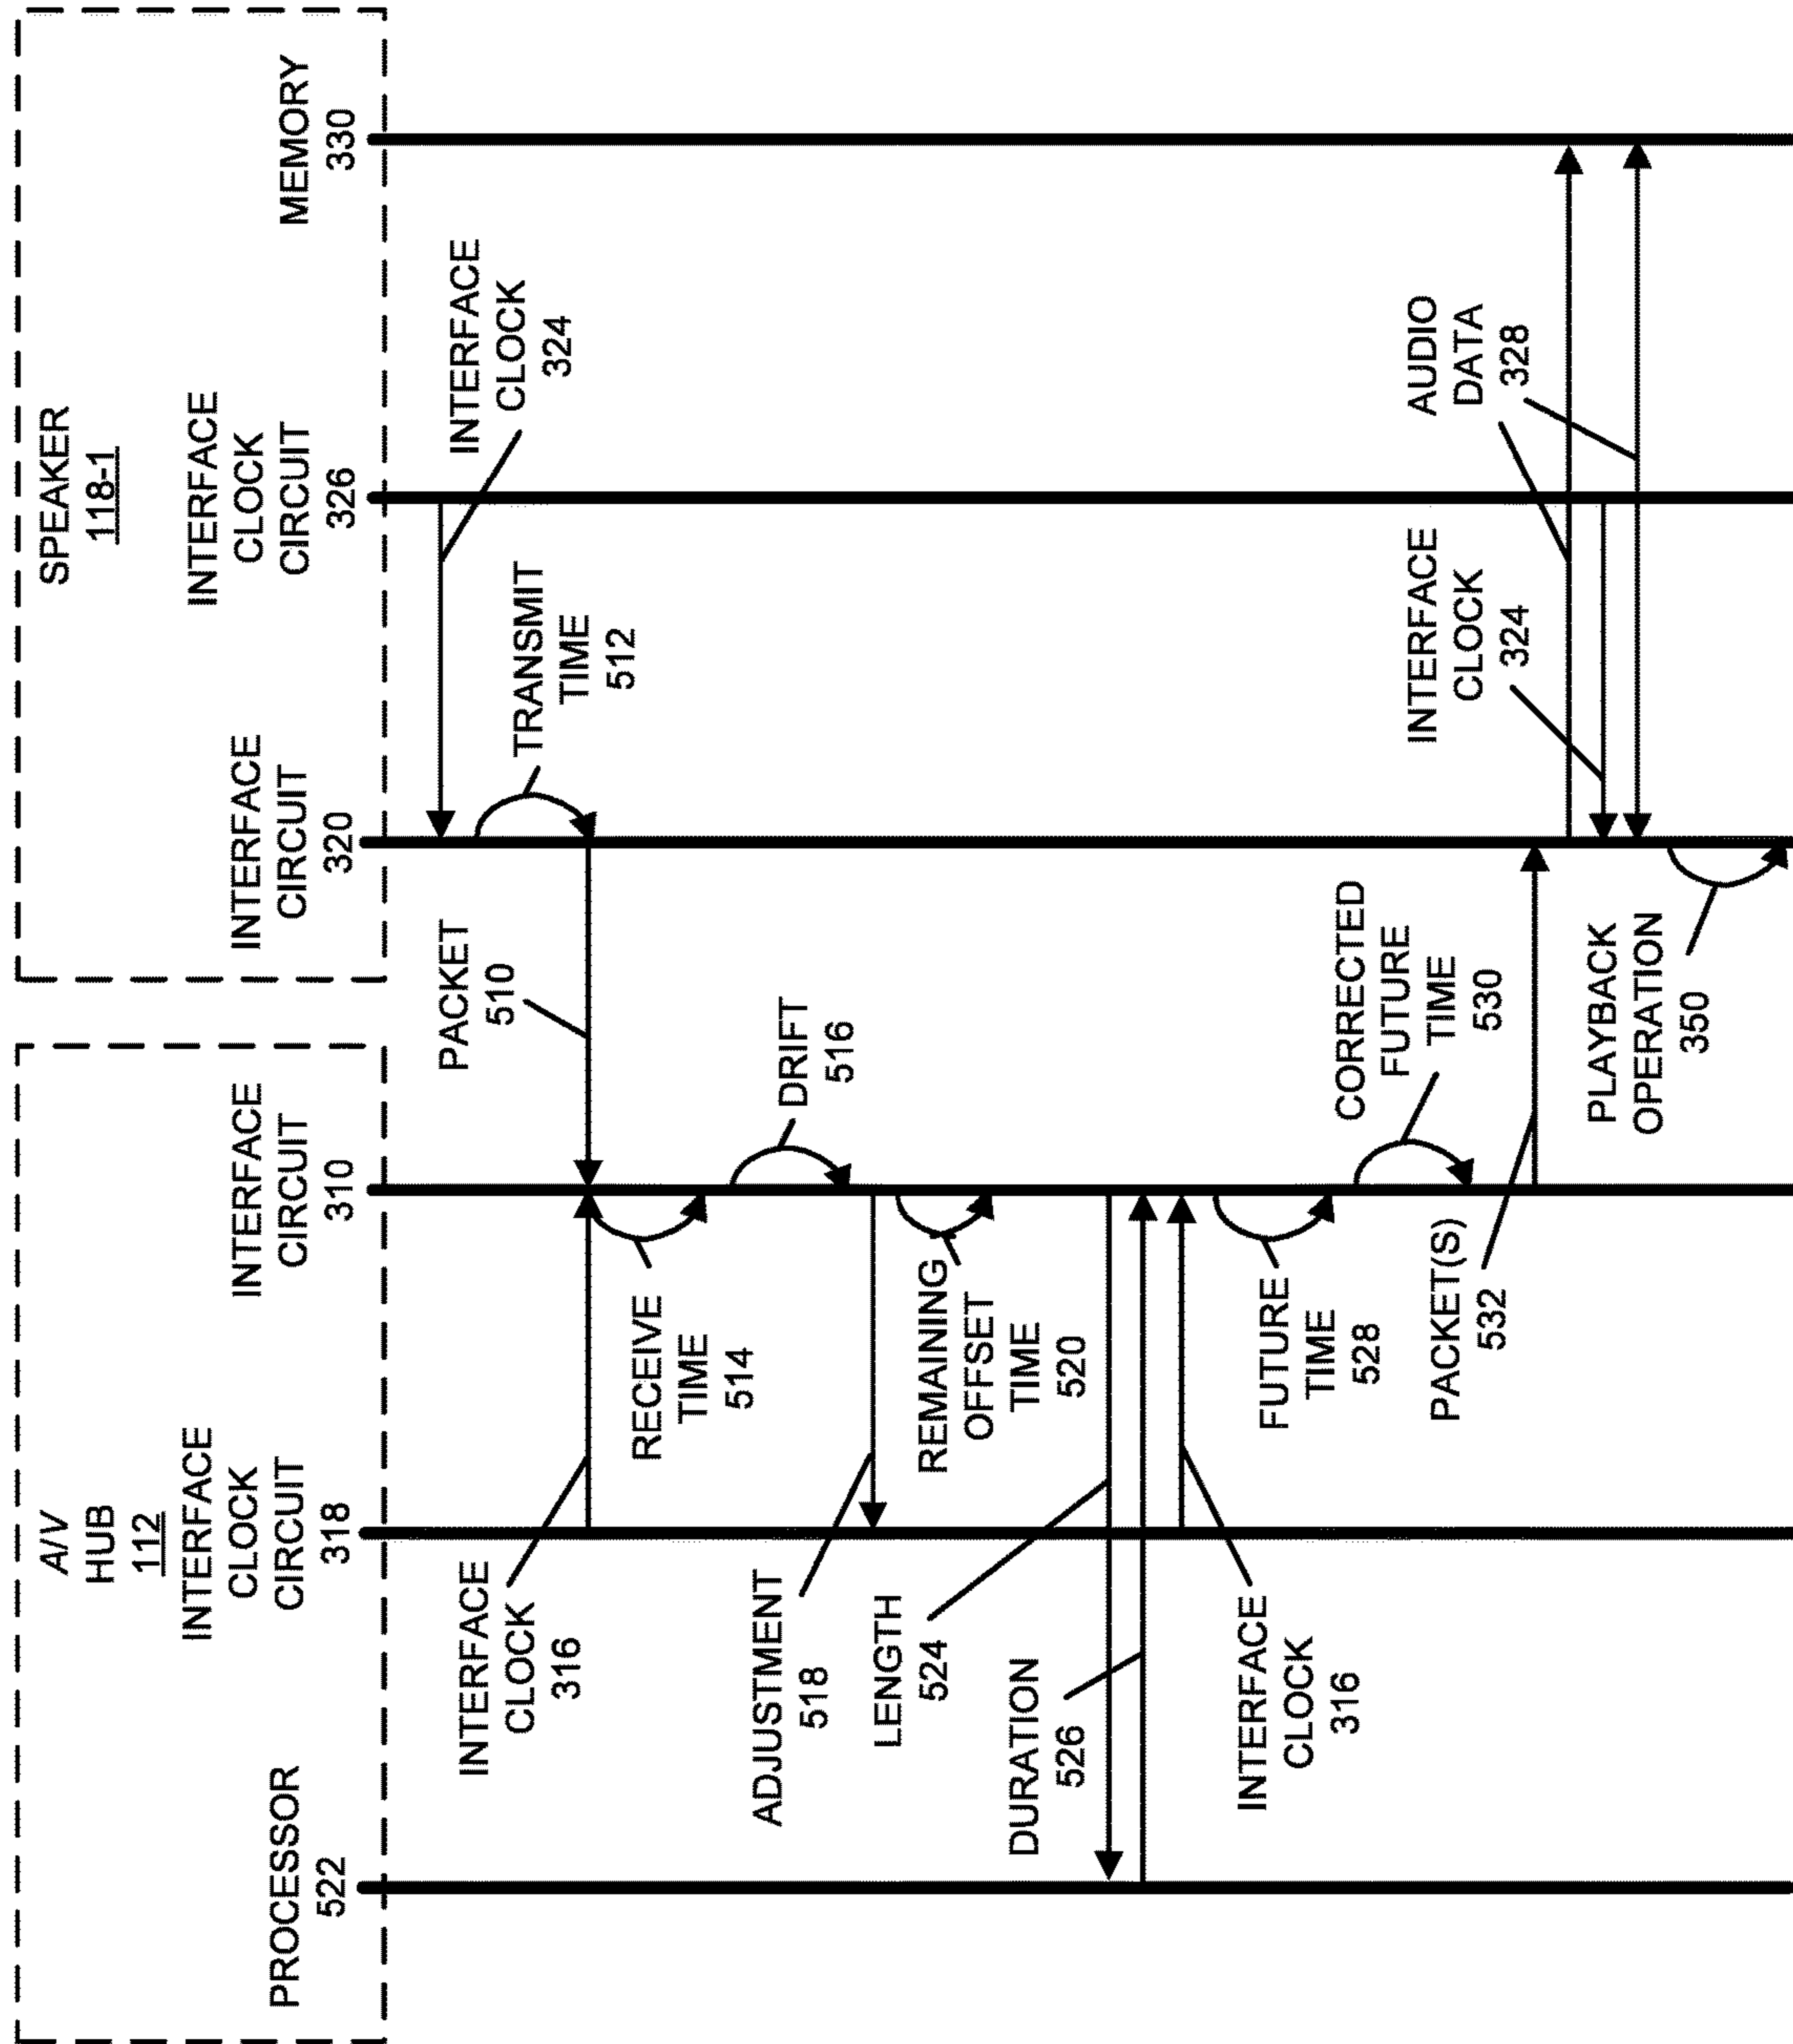 A/V
HUB
112
PROCESSOR
522
INTERFACE
CLOCK
CIRCUIT
318
INTERFACE
CIRCUIT
310
SPEAKER
118-1
INTERFACE
CIRCUIT
320
INTERFACE
CLOCK
CIRCUIT
326
MEMORY
330
INTERFACE
CLOCK
324
TRANSMIT
TIME
512
PACKET
510
INTERFACE
CLOCK
316
RECEIVE
TIME
514
DRIFT
516
ADJUSTMENT
518
REMAINING
OFFSET
TIME
520
LENGTH
524
DURATION
526
INTERFACE
CLOCK
316
FUTURE
TIME
528
CORRECTED
FUTURE
TIME
530
PACKET(S)
532
AUDIO
DATA
328
INTERFACE
CLOCK
324
PLAYBACK
OPERATION
350